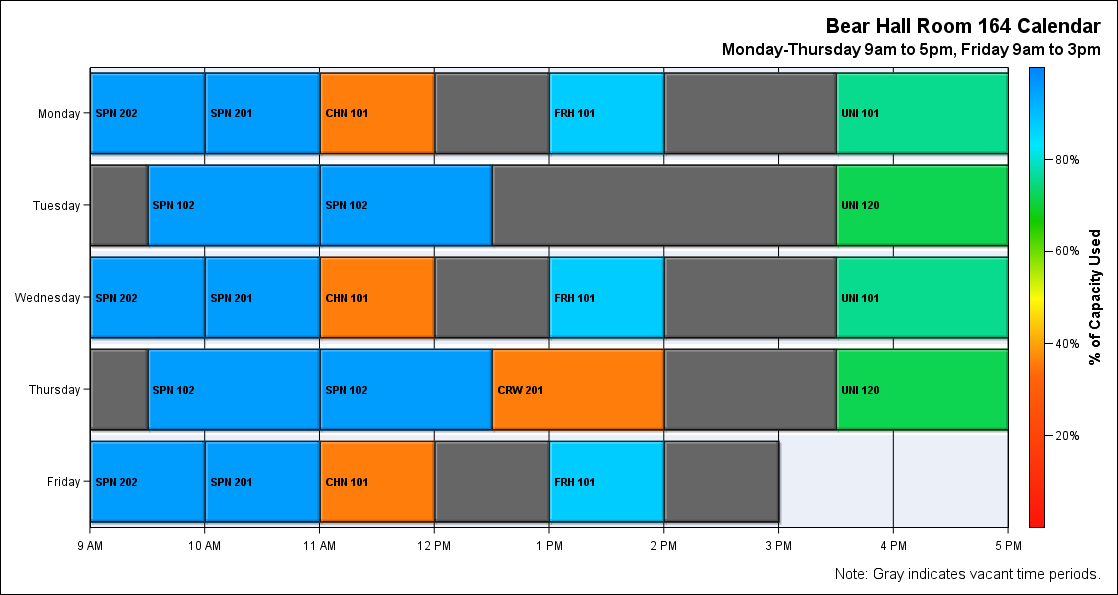 Bear Hall Room 164 Calendar
Monday-Thursday 9am to 5pm, Friday 9am to 3pm
Monday
SPN 202
SPN 201
CHN 101
FRH 101
UNI 101
Tuesday
SPN 102
SPN 102
UNI 120
Wednesday
SPN 202
SPN 201
CHN 101
FRH 101
UNI 101
Thursday
SPN 102
SPN 102
CRW 201
UNI 120
Friday
SPN 202
SPN 201
CHN 101
FRH 101
9 AM
10 AM
11 AM
12 PM
1 PM
2 PM
3 PM
4 PM
5 PM
80%
60%
40%
20%
% of Capacity Used
Note: Gray indicates vacant time periods.